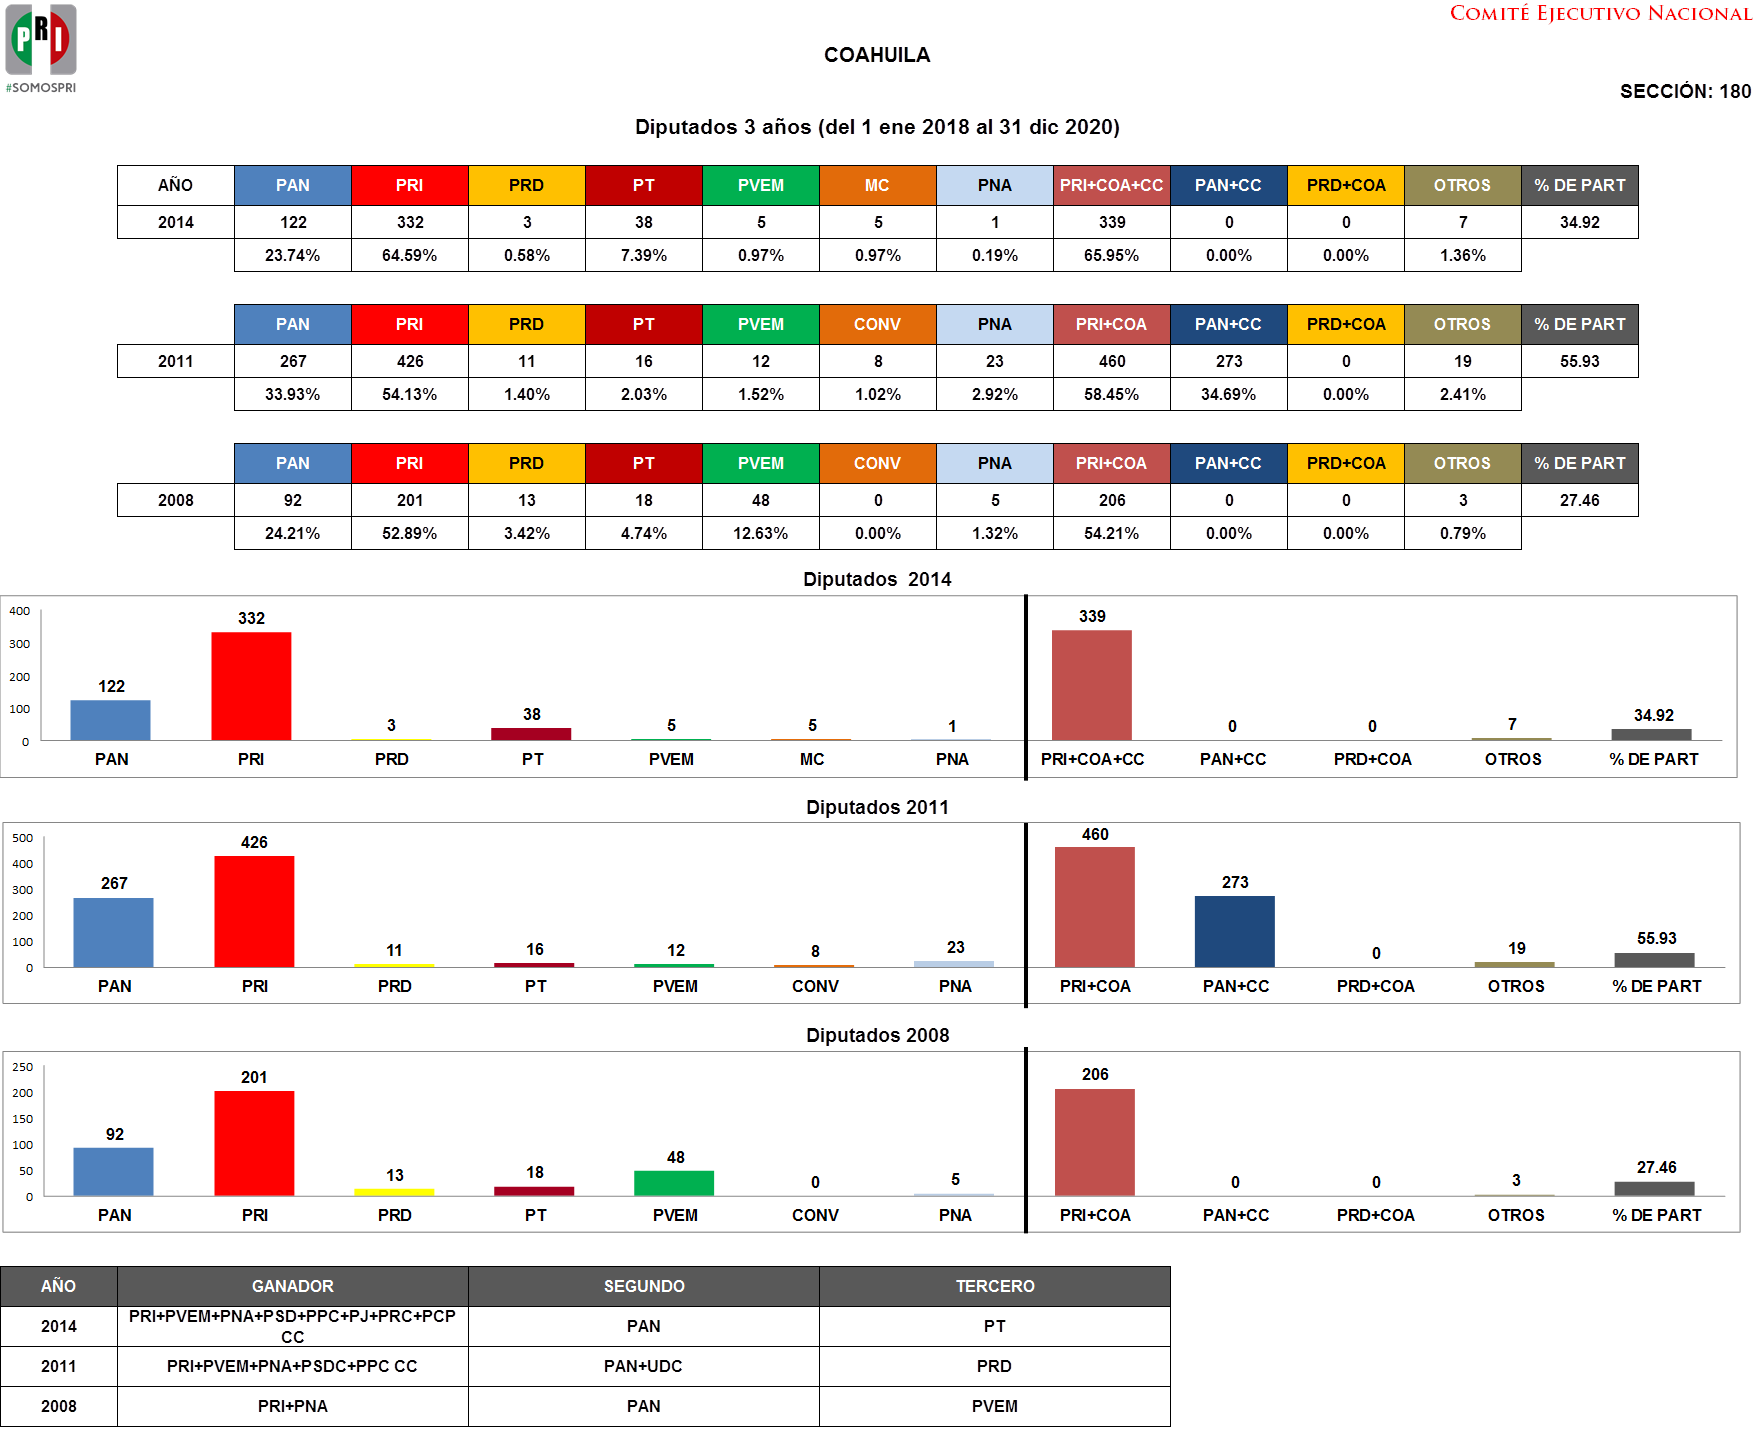 PRI
#SOMOSPRI
COMITÉ EJECUTIVO NACIONAL
COAHUILA
SECCIÓN: 180
Diputados 3 años (del 1 ene 2018 al 31 dic 2020)
AÑO PAN PRI PRD PT PVEM MC PNA PRI+COA+CC PAN+CC PRD+COA OTROS % DE PART
2014 122 332 3 38 5 5 1 339 0 0 7 34.92
23.74% 64.59% 0.58% 7.39% 0.97% 0.97% 0.19% 65.95% 0.00% 0.00% 1.36%
PAN PRI PRD PT PVEM CONV PNA PRI+COA PAN+CC PRD+COA OTROS % DE PART
2011 267 426 11 16 12 8 23 460 273 0 19 55.93
33.93% 54.13% 1.40% 2.03% 1.52% 1.02% 2.92% 58.45% 34.69% 0.00% 2.41%
PAN PRI PRD PT PVEM CONV PNA PRI+COA PAN+CC PRD+COA OTROS % DE PART
2008 92 201 13 18 48 0 5 206 0 0 3 27.46
24.21% 52.89% 3.42% 4.74% 12.63% 0.00% 1.32% 54.21% 0.00% 0.00% 0.79%
Diputados 2014
400
300
200
100
0
122 332 3 38 5 5 1 339 0 0 7 34.92
PAN PRI PRD PT PVEM MC PNA PRI+COA+CC PAN+CC PRD+COA OTROS % DE PART
Diputados 2011
500
400
300
200
100
0
267 426 11 16 12 8 23 460 273 0 19 55.93
PAN PRI PRD PT PVEM CONV PNA PRI+COA PAN+CC PRD+COA OTROS % DE PART
Diputados 2008
250
200
150
100
50
0
92 201 13 18 48 0 5 206 0 0 3 27.46
PAN PRI PRD PT PVEM CONV PNA PRI+COA PAN+CC PRD+COA OTROS % DE PART
AÑO GANADOR SEGUNDO TERCERO
2014 PRI+PVEM+PNA+PSD+PPC+PJ+PRC+PCP CC PAN PT
2011 PRI+PVEM+PNA+PSDC+PPC CC PAN+UDC PRD
2008 PRI+PNA PAN PVEM